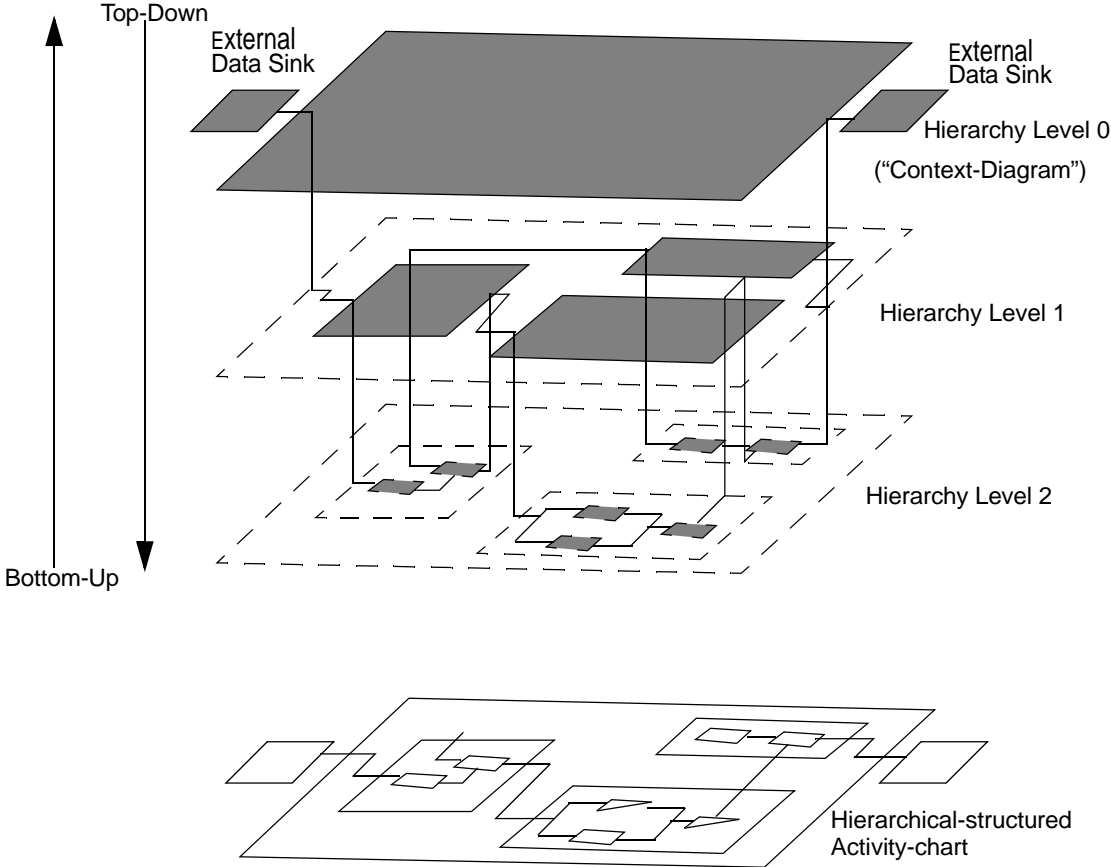 Top-Down
External
Data Sink
External
Data Sink
Hierarchy Level 0
(“Context-Diagram”)
Hierarchy Level 1
Hierarchy Level 2
Bottom-Up
Hierarchical-structured
Activity-chart